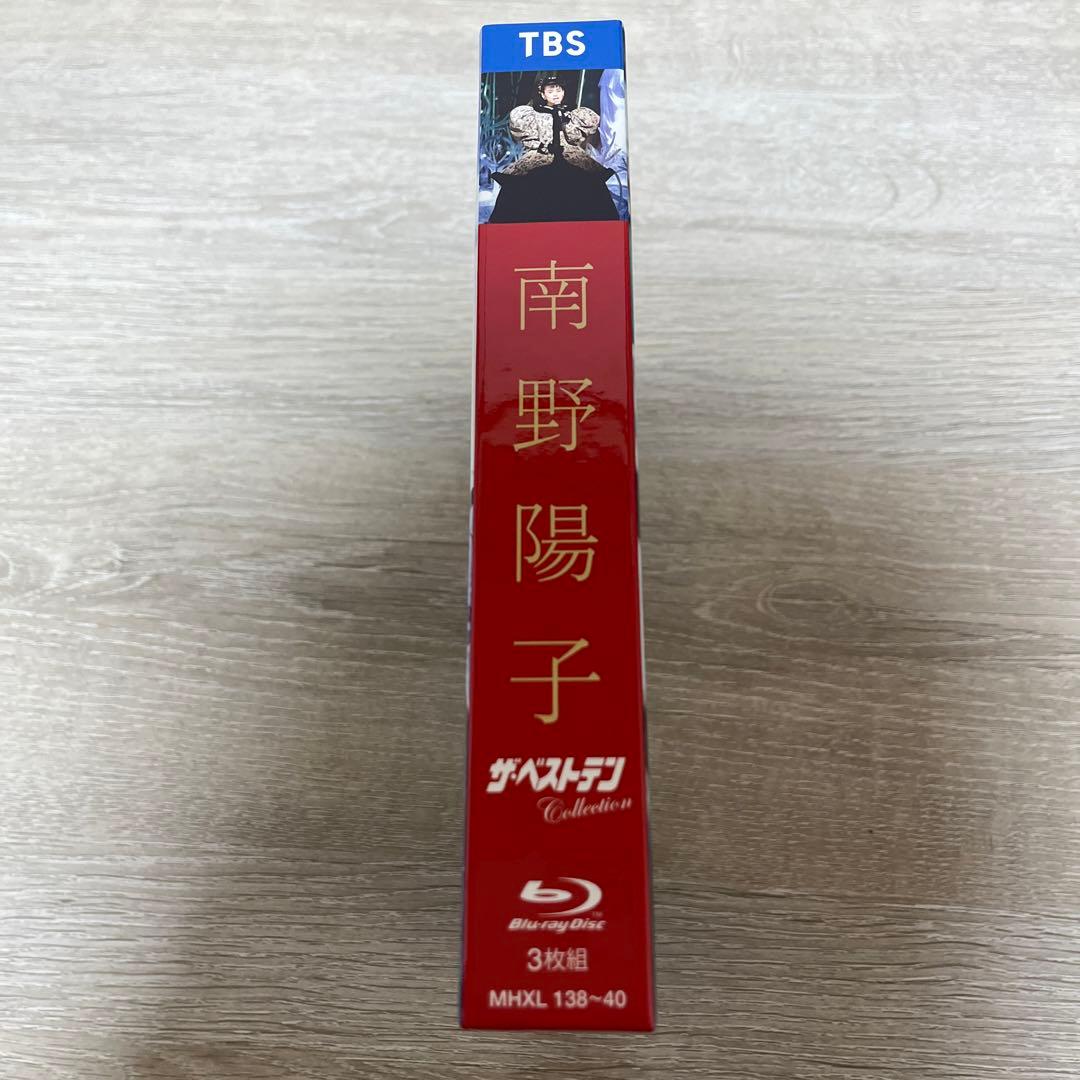 TBS
南野陽子
ザ・ベストテン
Collection
Blu-ray Disc™
3枚組
MHXL 138~40